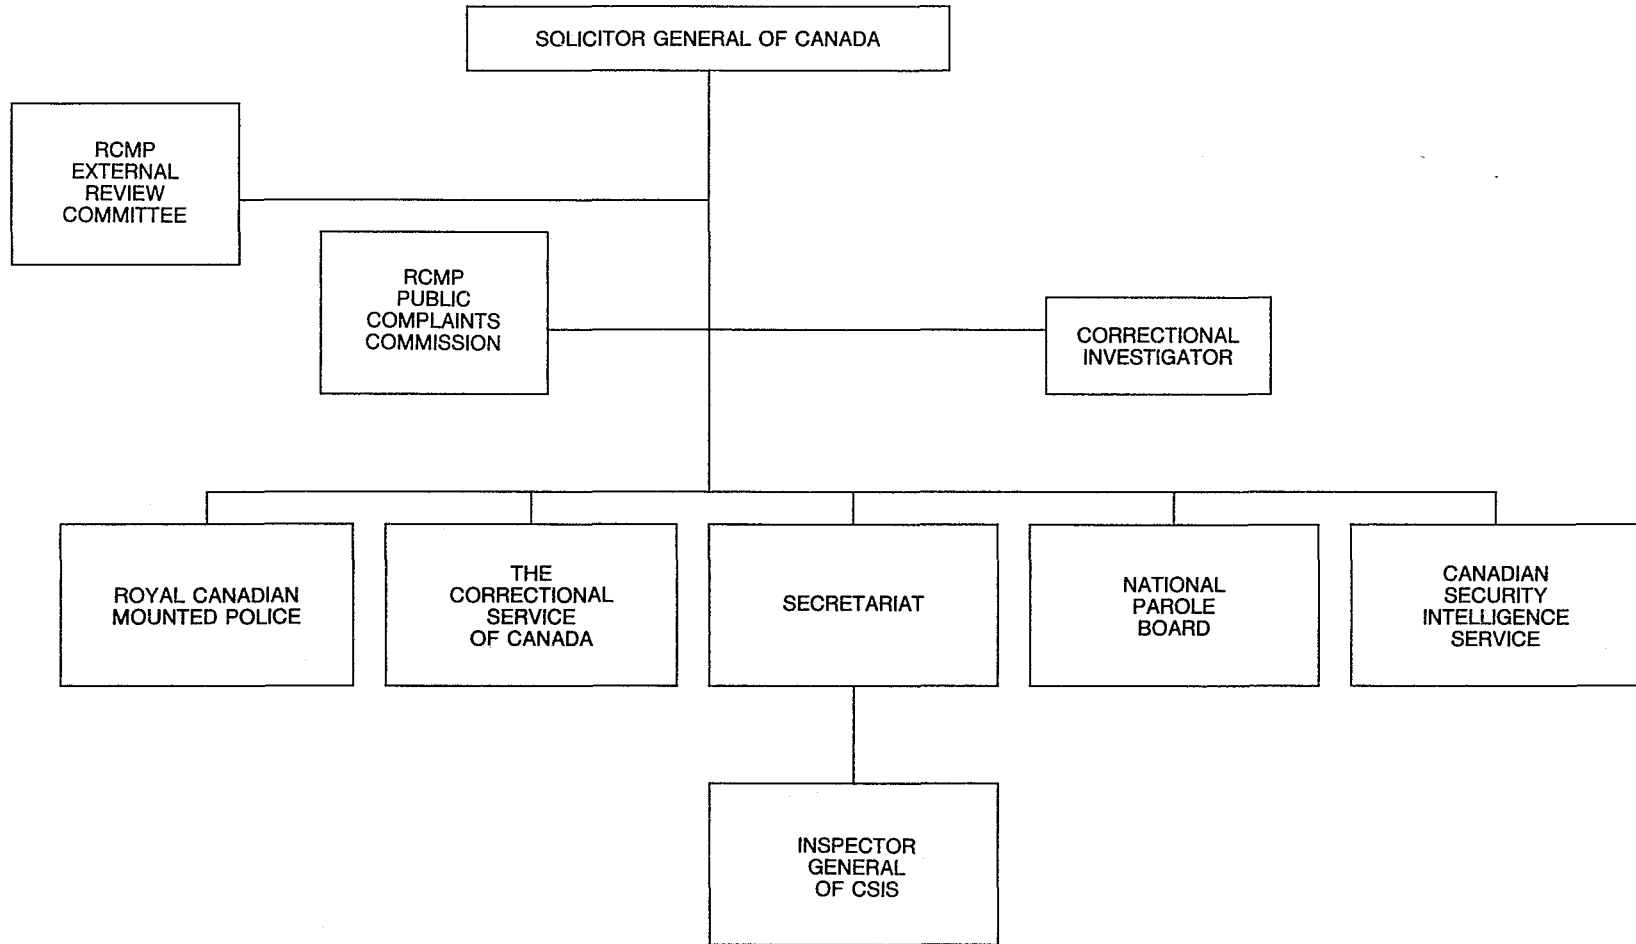 SOLICITOR GENERAL OF CANADA
RCMP
EXTERNAL
REVIEW
COMMITTEE
RCMP
PUBLIC
COMPLAINTS
COMMISSION
CORRECTIONAL
INVESTIGATOR
ROYAL CANADIAN
MOUNTED POLICE
THE
CORRECTIONAL
SERVICE
OF CANADA
SECRETARIAT
NATIONAL
PAROLE
BOARD
CANADIAN
SECURITY
INTELLIGENCE
SERVICE
INSPECTOR
GENERAL
OF CSIS